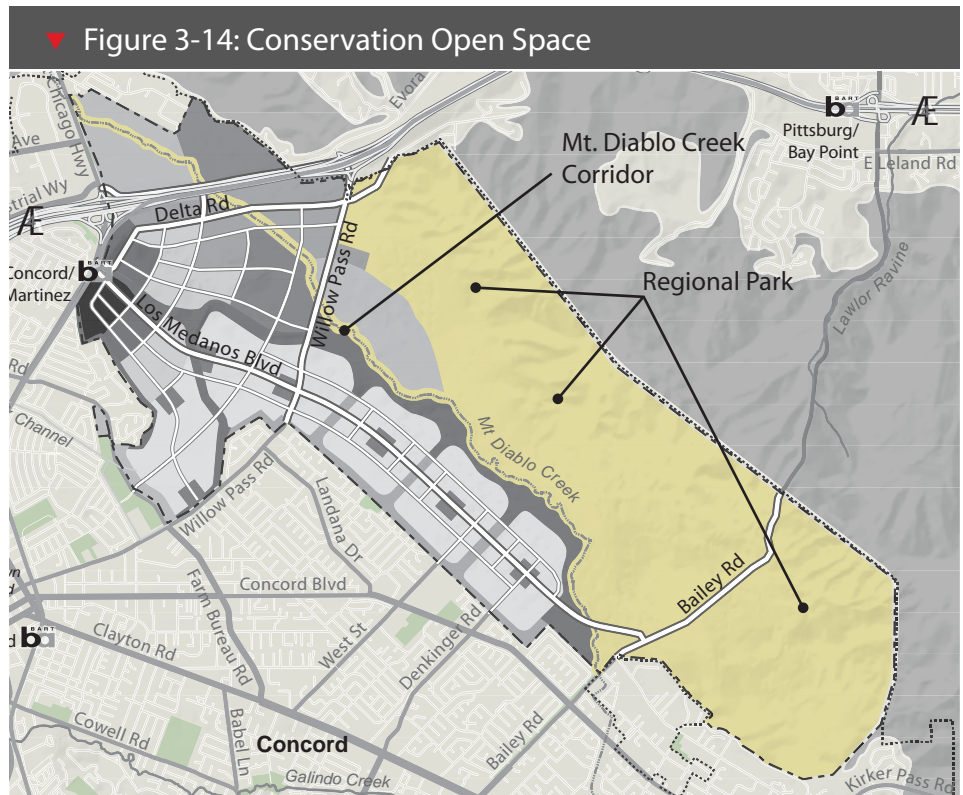 Figure 3-14: Conservation Open Space
Chicago Hwy
Evora
BART
b
Pittsburg/
Bay Point
Æ
E Leland Rd
Ave
Mt. Diablo Creek
Corridor
Delta Rd
Æ
Willow Pass Rd
BART
b
Concord/
Martinez
Regional Park
Lawlor Ravine
Los Medanos Blvd
Rd
Channel
Mt Diablo Creek
Willow Pass Rd
Landana Dr
Concord Blvd
Bailey Rd
Farm Bureau Rd
BART
Clayton Rd
West St
Denkinger Rd
Babel Ln
Cowell Rd
Concord
Bailey Rd
Galindo Creek
Kirker Pass Rd